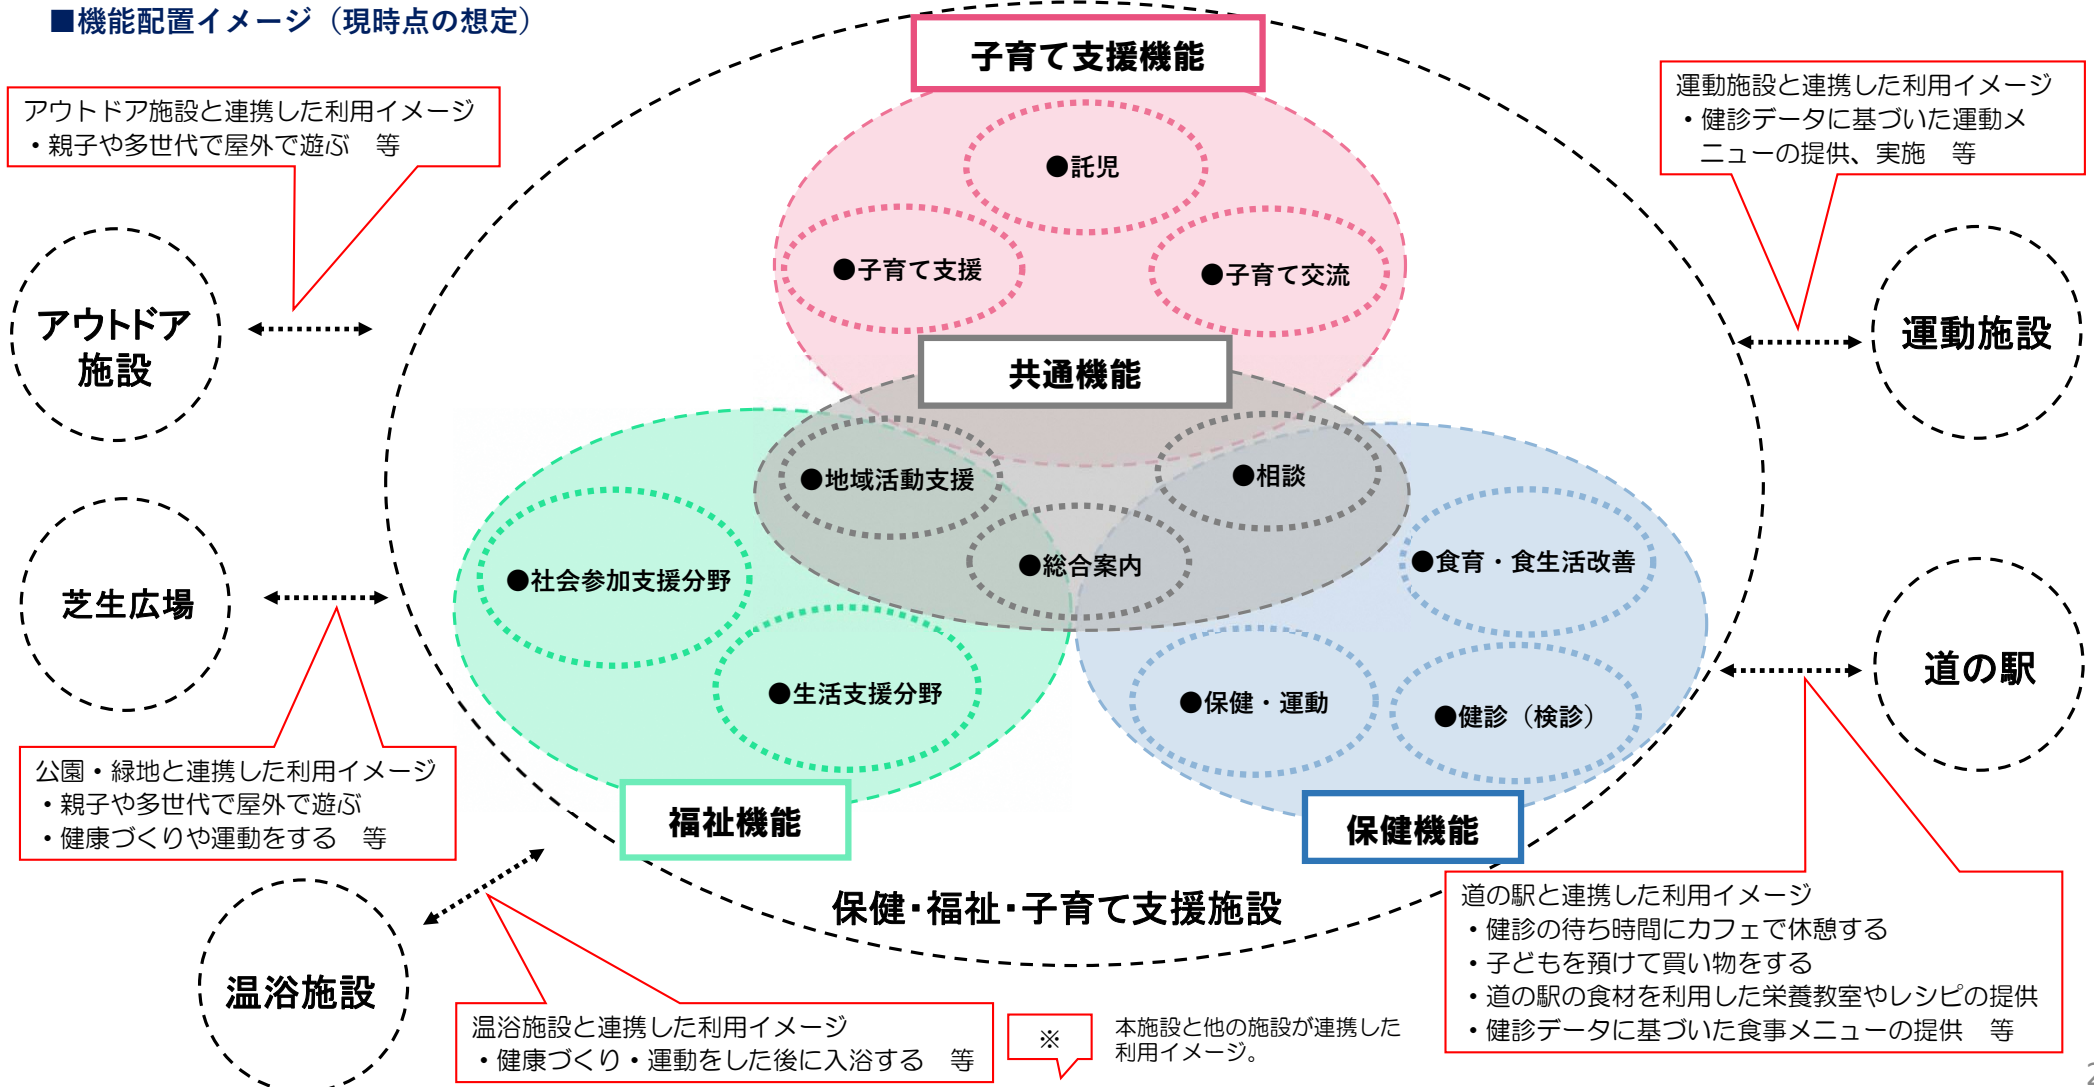 ■機能配置イメージ（現時点の想定）
子育て支援機能
アウトドア施設と連携した利用イメージ
・親子や多世代で屋外で遊ぶ　等
運動施設と連携した利用イメージ
・健診データに基づいた運動メ
ニューの提供、実施　等
●託児
●子育て支援
●子育て交流
アウトドア
施設
運動施設
共通機能
●地域活動支援
●相談
●総合案内
●社会参加支援分野
●生活支援分野
●食育・食生活改善
●保健・運動
●健診（検診）
芝生広場
道の駅
公園・緑地と連携した利用イメージ
・親子や多世代で屋外で遊ぶ
・健康づくりや運動をする　等
福祉機能
保健機能
保健・福祉・子育て支援施設
道の駅と連携した利用イメージ
・健診の待ち時間にカフェで休憩する
・子どもを預けて買い物をする
・道の駅の食材を利用した栄養教室やレシピの提供
・健診データに基づいた食事メニューの提供　等
温浴施設
温浴施設と連携した利用イメージ
・健康づくり・運動をした後に入浴する　等
※
本施設と他の施設が連携した
利用イメージ。